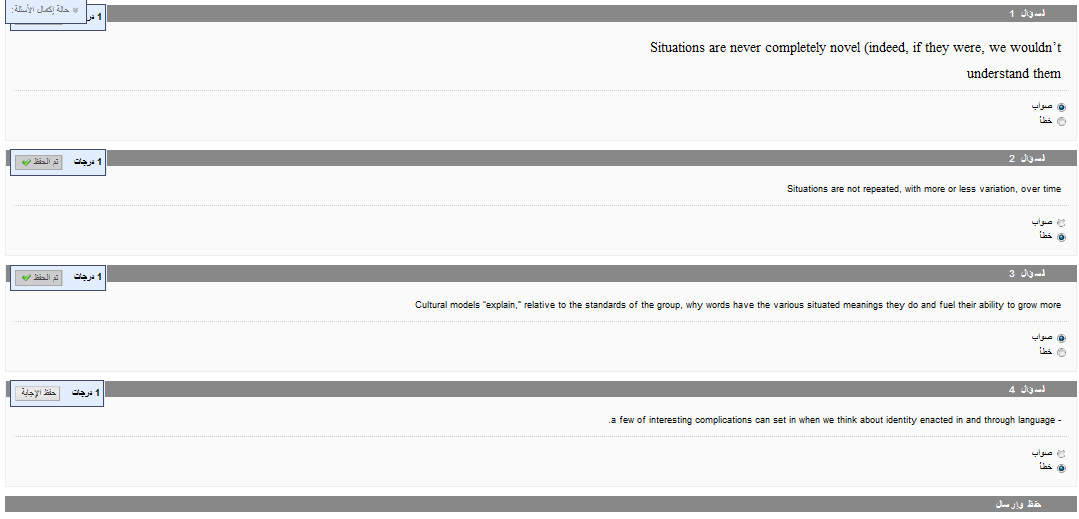 حالة إكمال الأسئلة:
السؤال 1
1
Situations are never completely novel (indeed, if they were, we wouldn’t
understand them
صواب
خطأ
السؤال 2
1 درجات تم الحفظ
Situations are not repeated, with more or less variation, over time
صواب
خطأ
السؤال 3
1 درجات تم الحفظ
Cultural models “explain,” relative to the standards of the group, why words have the various situated meanings they do and fuel their ability to grow more
صواب
خطأ
السؤال 4
1 درجات حفظ الإجابة
.a few of interesting complications can set in when we think about identity enacted in and through language -
صواب
خطأ
حفظ وإرسال